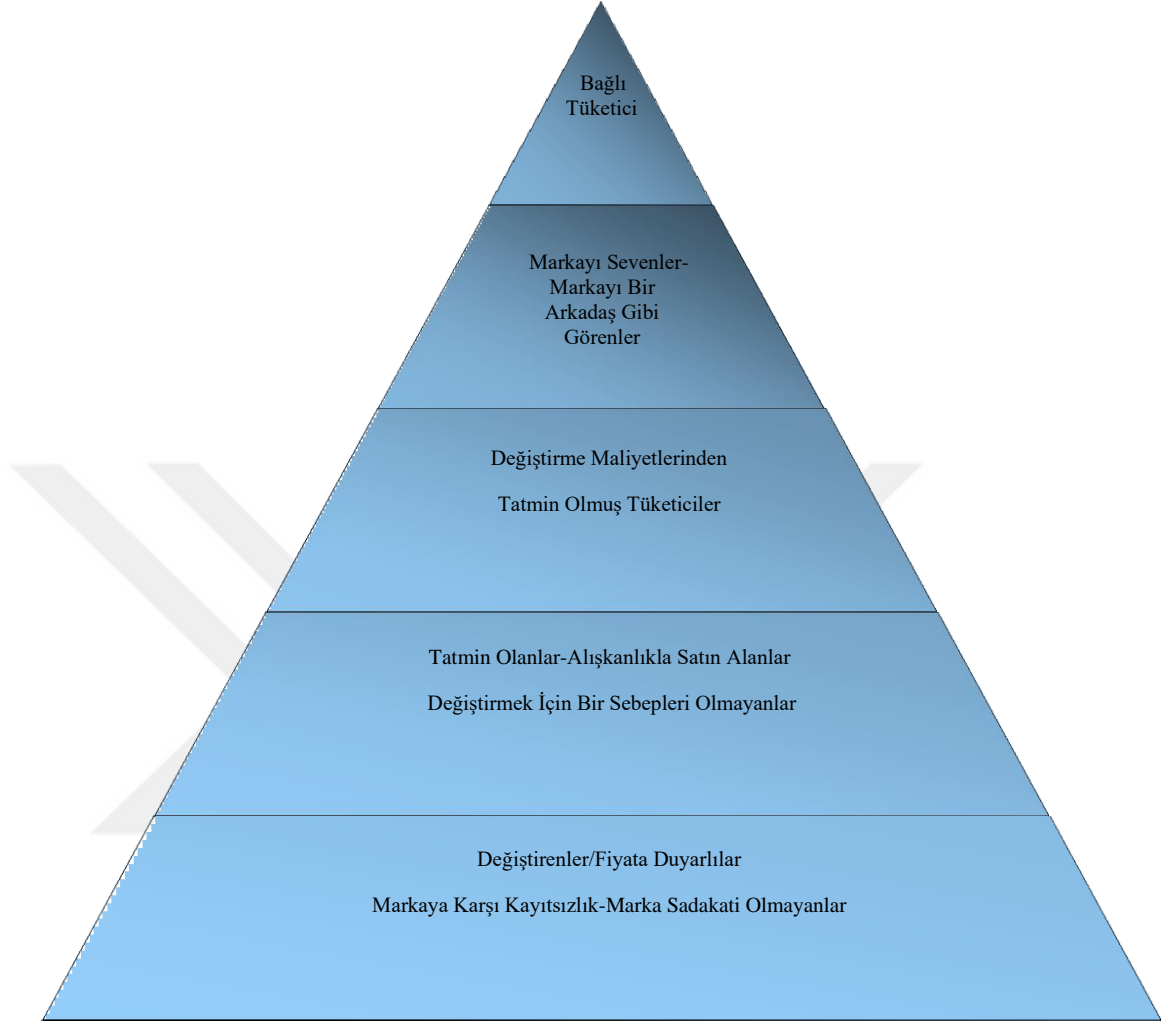 Bağlı
Tüketici
Markayı Sevenler-
Markayı Bir
Arkadaş Gibi
Görenler
Değiştirme Maliyetlerinden
Tatmin Olmuş Tüketiciler
Tatmin Olanlar-Alışkanlıkla Satın Alanlar
Değiştirmek İçin Bir Sebepleri Olmayanlar
Değiştirenler/Fiyata Duyarlılar
Markaya Karşı Kayıtsızlık-Marka Sadakati Olmayanlar